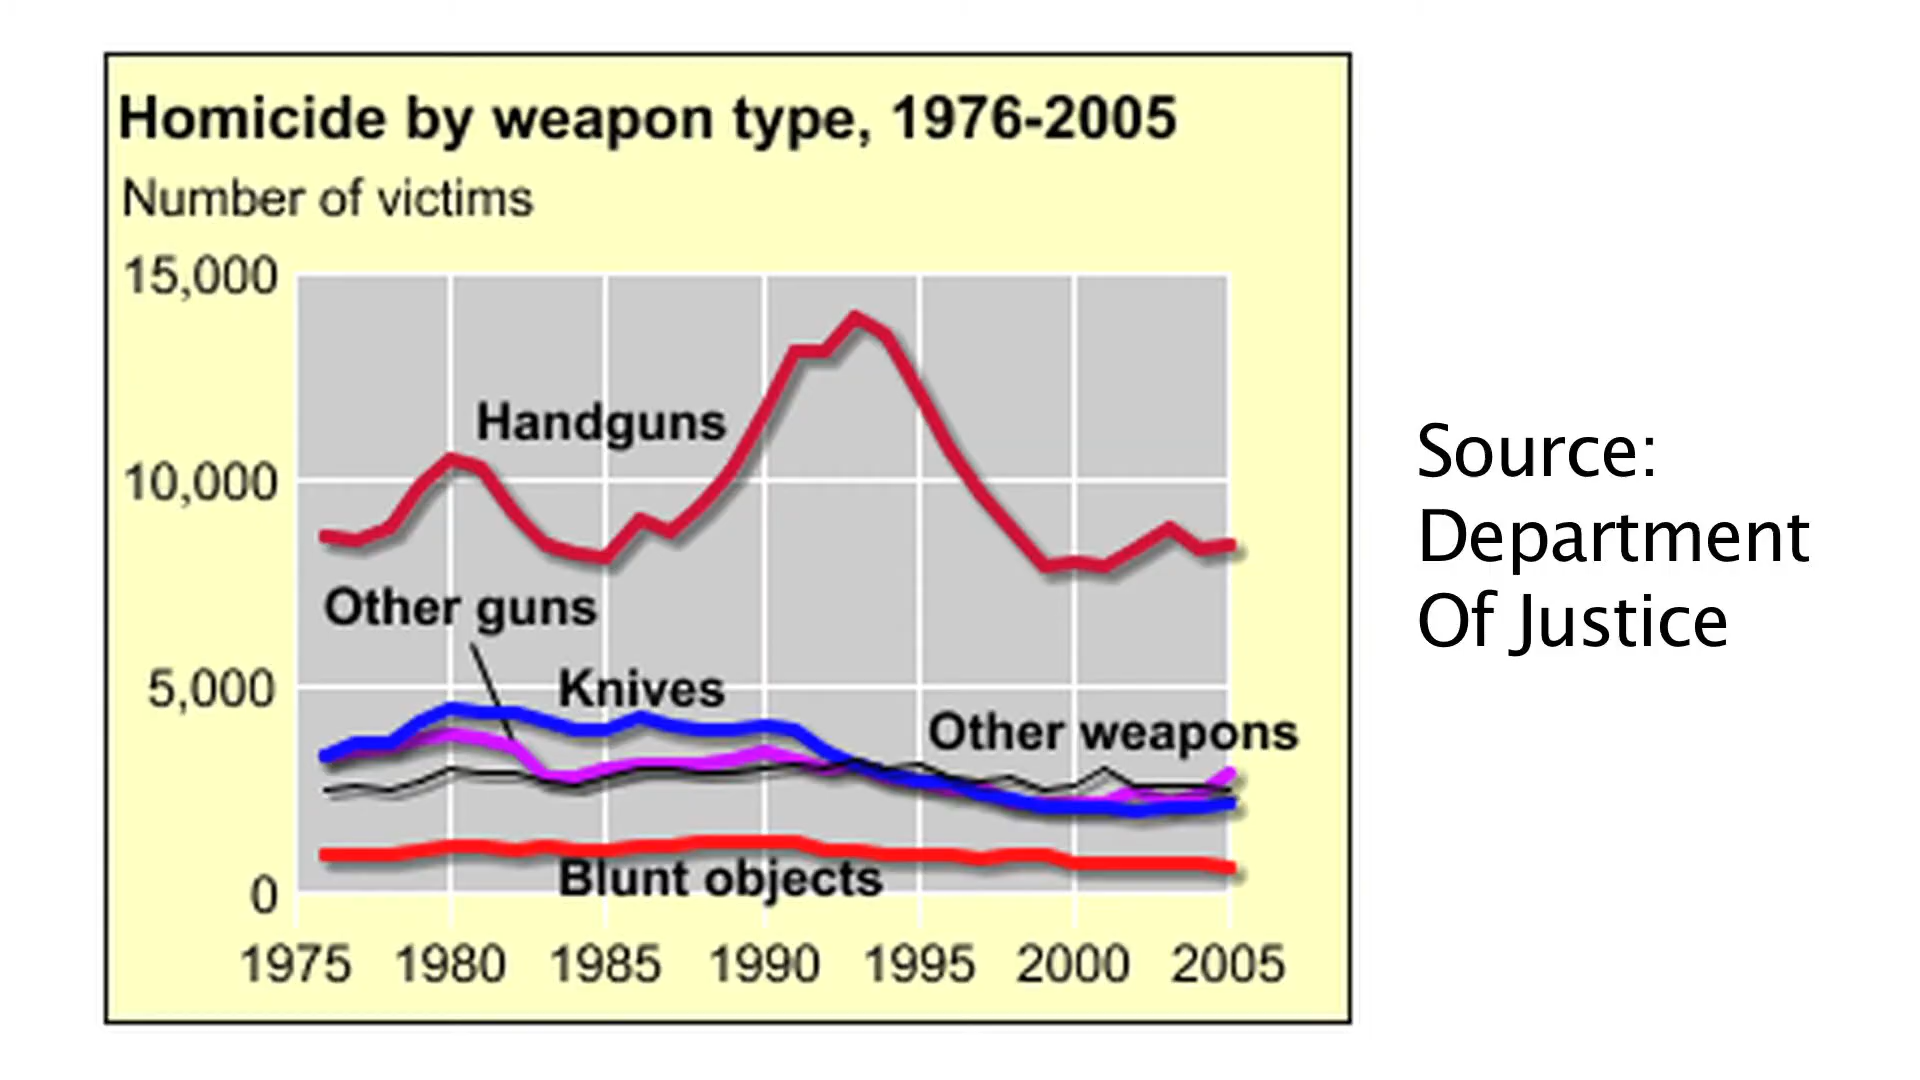 Homicide by weapon type, 1976-2005
Number of victims
15,000
Handguns
10,000
Other guns
5,000
Knives
Other weapons
Blunt objects
0
1975 1980 1985 1990 1995 2000 2005
Source:
Department
Of Justice